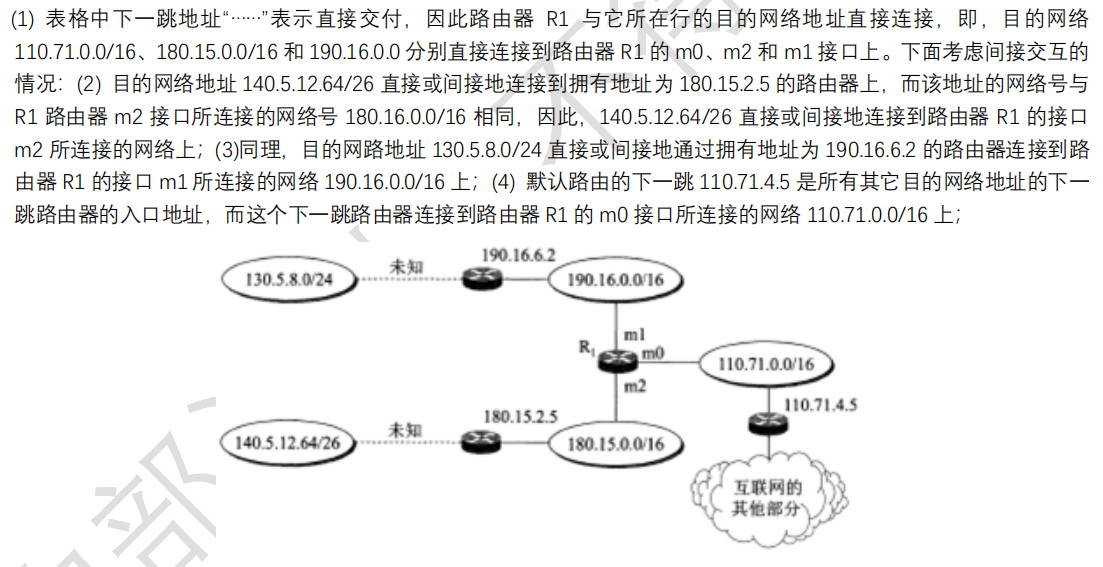 (1) 表格中下一跳地址“……”表示直接交付，因此路由器 R1 与它所在行的目的网络地址直接连接，即，目的网络
110.71.0.0/16、180.15.0.0/16 和 190.16.0.0 分别直接连接到路由器 R1 的 m0、m2 和 m1 接口上。下面考虑间接交互的
情况：(2) 目的网络地址 140.5.12.64/26 直接或间接地连接到拥有地址为 180.15.2.5 的路由器上，而该地址的网络号与
R1 路由器 m2 接口所连接的网络号 180.16.0.0/16 相同，因此，140.5.12.64/26 直接或间接地连接到路由器 R1 的接口
m2 所连接的网络上；(3)同理，目的网路地址 130.5.8.0/24 直接或间接地通过拥有地址为 190.16.6.2 的路由器连接到路
由器 R1 的接口 m1 所连接的网络 190.16.0.0/16 上；(4) 默认路由的下一跳 110.71.4.5 是所有其它目的网络地址的下一
跳路由器的入口地址，而这个下一跳路由器连接到路由器 R1 的 m0 接口所连接的网络 110.71.0.0/16 上；
190.16.6.2
未知
130.5.8.0/24
190.16.0.0/16
m1
R1
m0
110.71.0.0/16
m2
110.71.4.5
180.15.2.5
未知
140.5.12.64/26
180.15.0.0/16
互联网的
其他部分